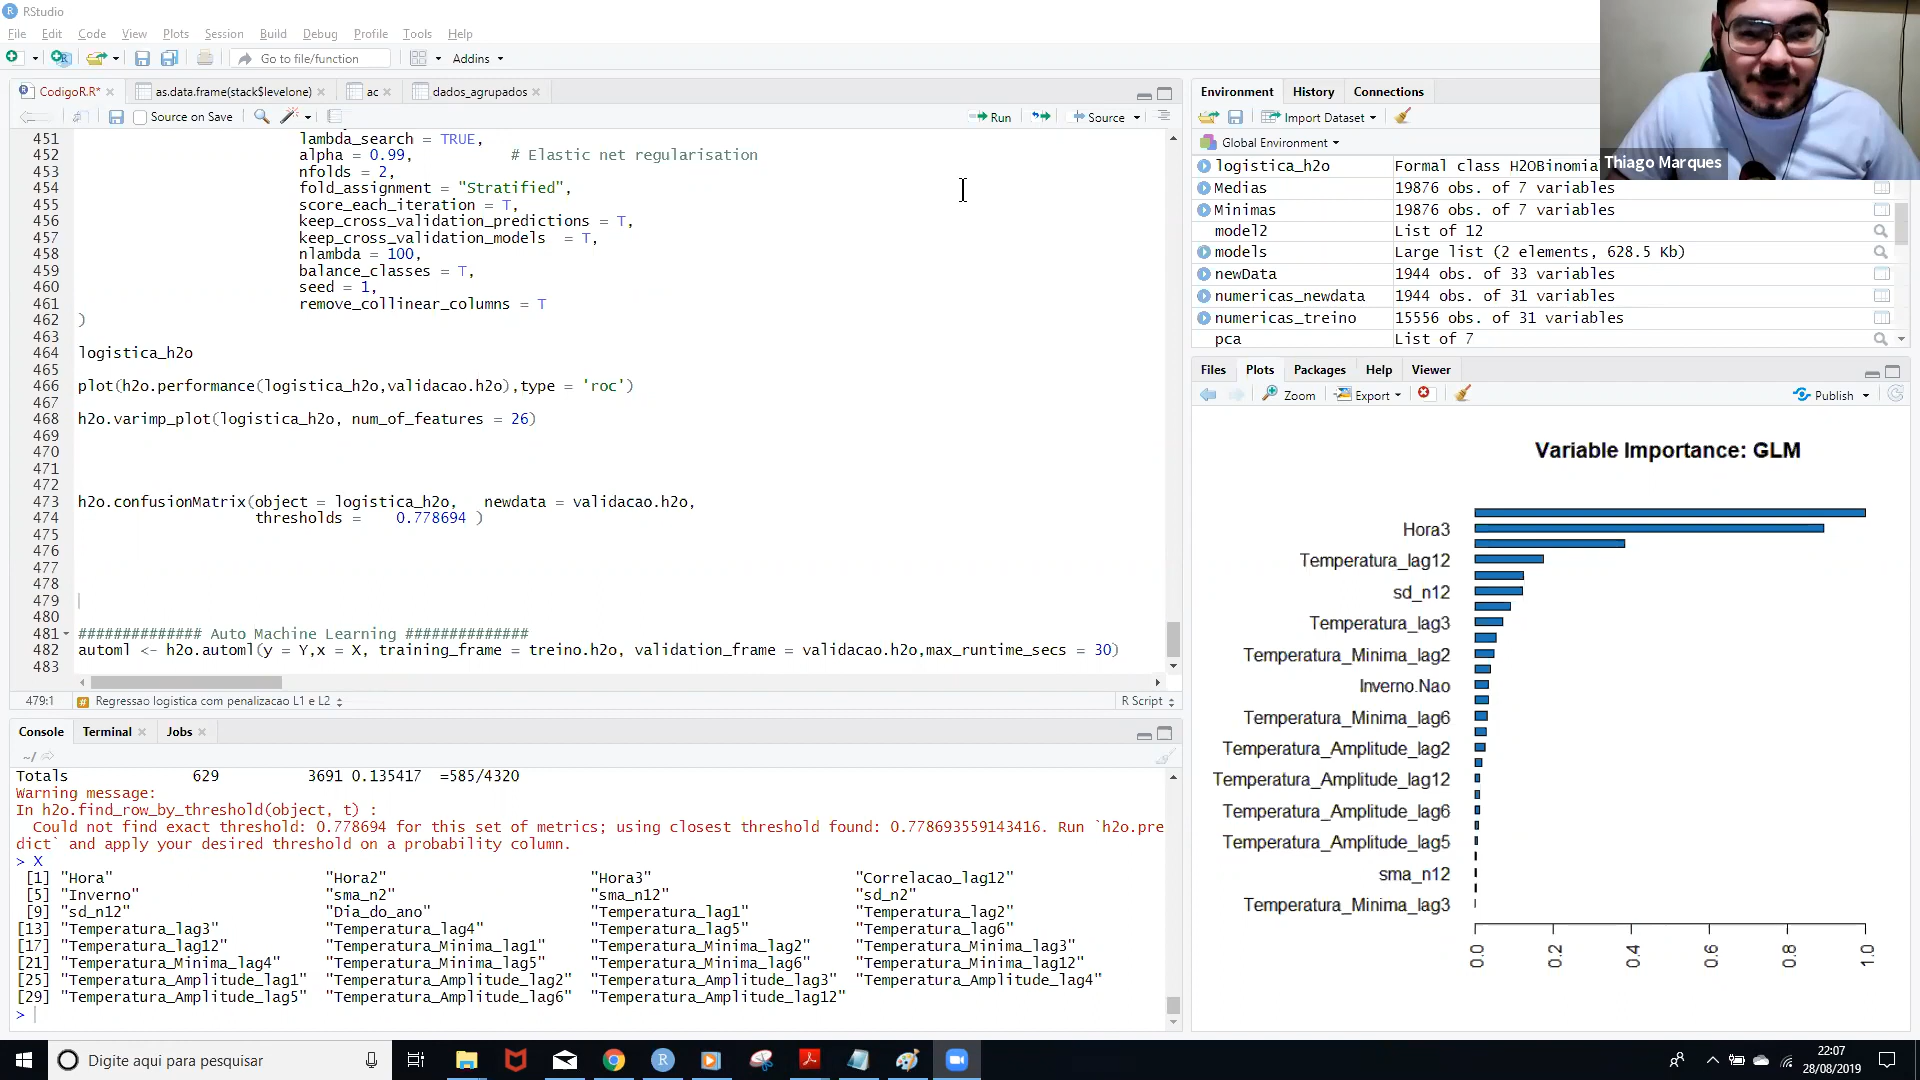 RStudio
File Edit Code View Plots Session Build Debug Profile Tools Help
Go to file/function Addins
CodigoR.R* as.data.frame(stack$levelone) ac dados_agrupados
Source on Save Run Source
451 lambda_search = TRUE,
452 alpha = 0.99, # Elastic net regularisation
453 nfolds = 2,
454 fold_assignment = "Stratified",
455 score_each_iteration = T,
456 keep_cross_validation_predictions = T,
457 keep_cross_validation_models = T,
458 nlambda = 100,
459 balance_classes = T,
460 seed = 1,
461 remove_collinear_columns = T
462 )
463
464 logistica_h2o
465
466 plot(h2o.performance(logistica_h2o,validacao.h2o),type = 'roc')
467
468 h2o.varimp_plot(logistica_h2o, num_of_features = 26)
469
470
471
472
473 h2o.confusionMatrix(object = logistica_h2o, newdata = validacao.h2o,
474 thresholds = 0.778694 )
475
476
477
478
479
480
481 ############## Auto Machine Learning ##############
482 automl <- h2o.automl(y = Y,x = X, training_frame = treino.h2o, validation_frame = validacao.h2o,max_runtime_secs = 30)
483
479:1 Regressao logistica com penalizacao L1 e L2 R Script
Console Terminal Jobs
~/
Totals 629 3691 0.135417 =585/4320
Warning message:
In h2o.find_row_by_threshold(object, t) :
Could not find exact threshold: 0.778694 for this set of metrics; using closest threshold found: 0.778693559143416. Run `h2o.pre
dict` and apply your desired threshold on a probability column.
> X
[1] "Hora" "Hora2" "Hora3" "Correlacao_lag12"
[5] "Inverno" "sma_n2" "sma_n12" "sd_n2"
[9] "sd_n12" "Dia_do_ano" "Temperatura_lag1" "Temperatura_lag2"
[13] "Temperatura_lag3" "Temperatura_lag4" "Temperatura_lag5" "Temperatura_lag6"
[17] "Temperatura_lag12" "Temperatura_Minima_lag1" "Temperatura_Minima_lag2" "Temperatura_Minima_lag3"
[21] "Temperatura_Minima_lag4" "Temperatura_Minima_lag5" "Temperatura_Minima_lag6" "Temperatura_Minima_lag12"
[25] "Temperatura_Amplitude_lag1" "Temperatura_Amplitude_lag2" "Temperatura_Amplitude_lag3" "Temperatura_Amplitude_lag4"
[29] "Temperatura_Amplitude_lag5" "Temperatura_Amplitude_lag6" "Temperatura_Amplitude_lag12"
>
Environment History Connections
Import Dataset
Global Environment
Thiago Marques
logistica_h2o Formal class H2OBinomia
Medias 19876 obs. of 7 variables
Minimas 19876 obs. of 7 variables
model2 List of 12
models Large list (2 elements, 628.5 Kb)
newData 1944 obs. of 33 variables
numericas_newdata 1944 obs. of 31 variables
numericas_treino 15556 obs. of 31 variables
pca List of 7
Files Plots Packages Help Viewer
Zoom Export Publish
Variable Importance: GLM
Hora3
Temperatura_lag12
sd_n12
Temperatura_lag3
Temperatura_Minima_lag2
Inverno.Nao
Temperatura_Minima_lag6
Temperatura_Amplitude_lag2
Temperatura_Amplitude_lag12
Temperatura_Amplitude_lag6
Temperatura_Amplitude_lag5
sma_n12
Temperatura_Minima_lag3
0.0 0.2 0.4 0.6 0.8 1.0
Digite aqui para pesquisar
22:07
28/08/2019